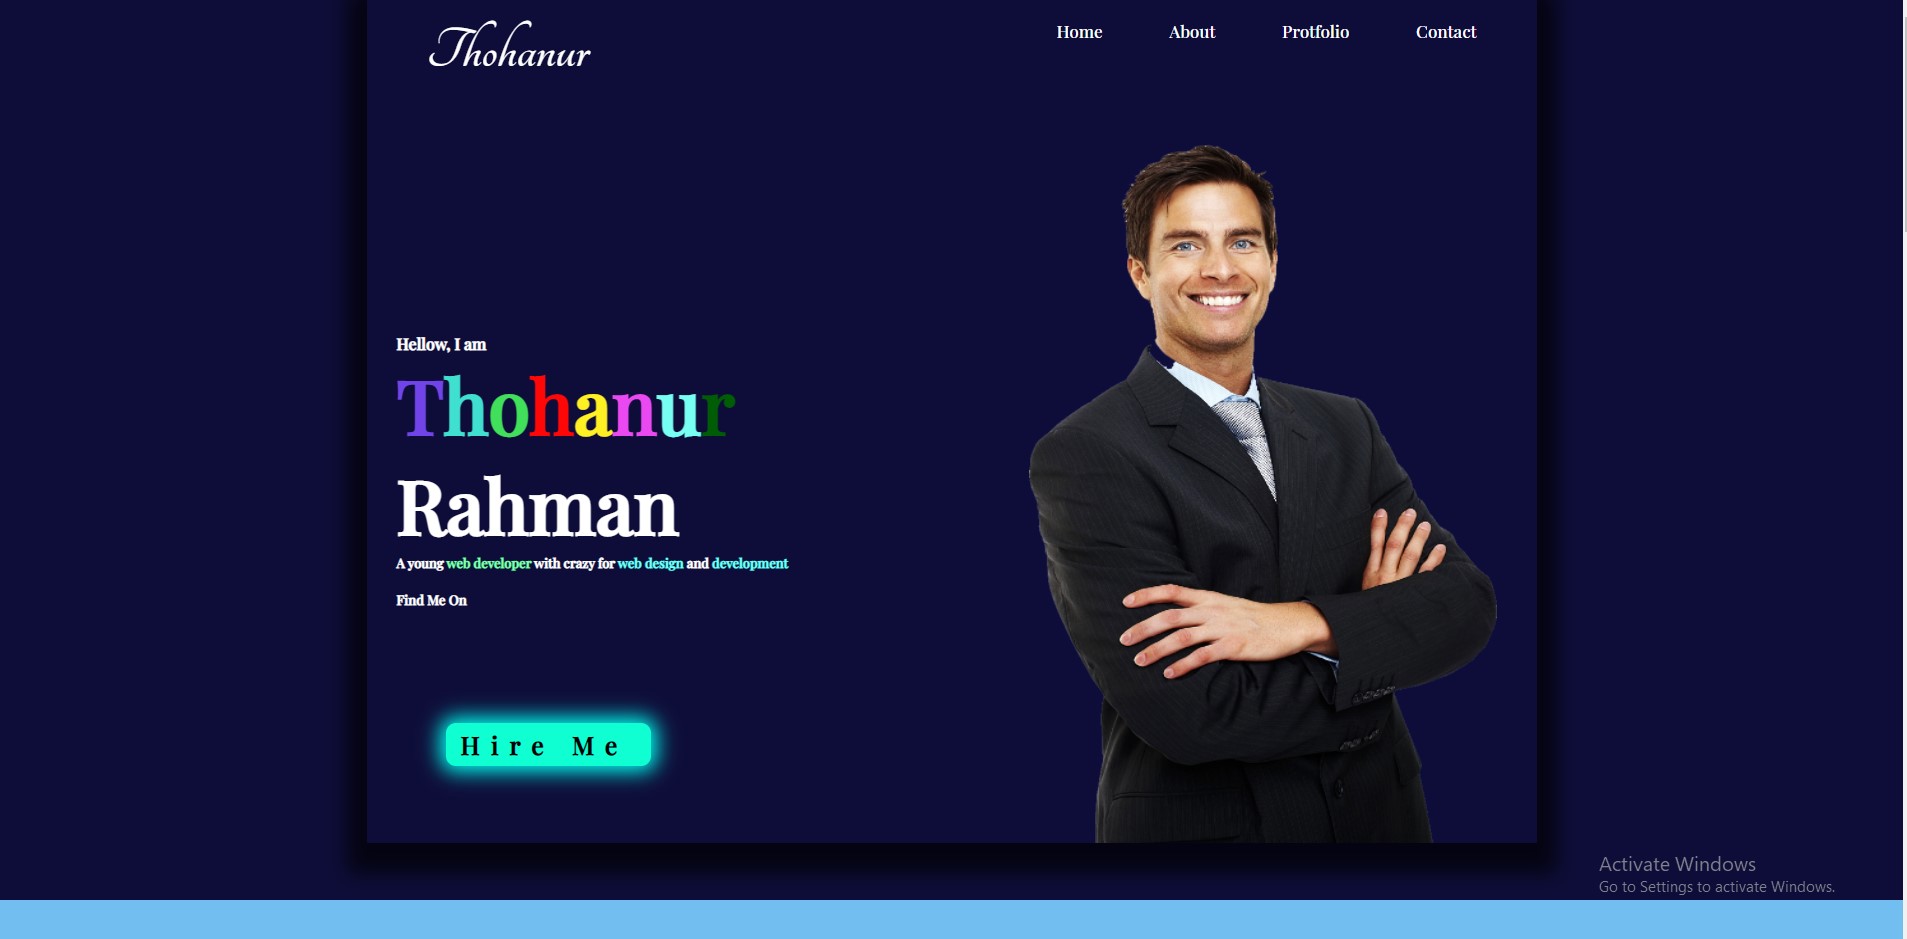 Thohanur
Home About Protfolio Contact
Hellow, I am
Thohanur
Rahman
A young web developer with crazy for web design and development
Find Me On
Hire Me
Activate Windows
Go to Settings to activate Windows.